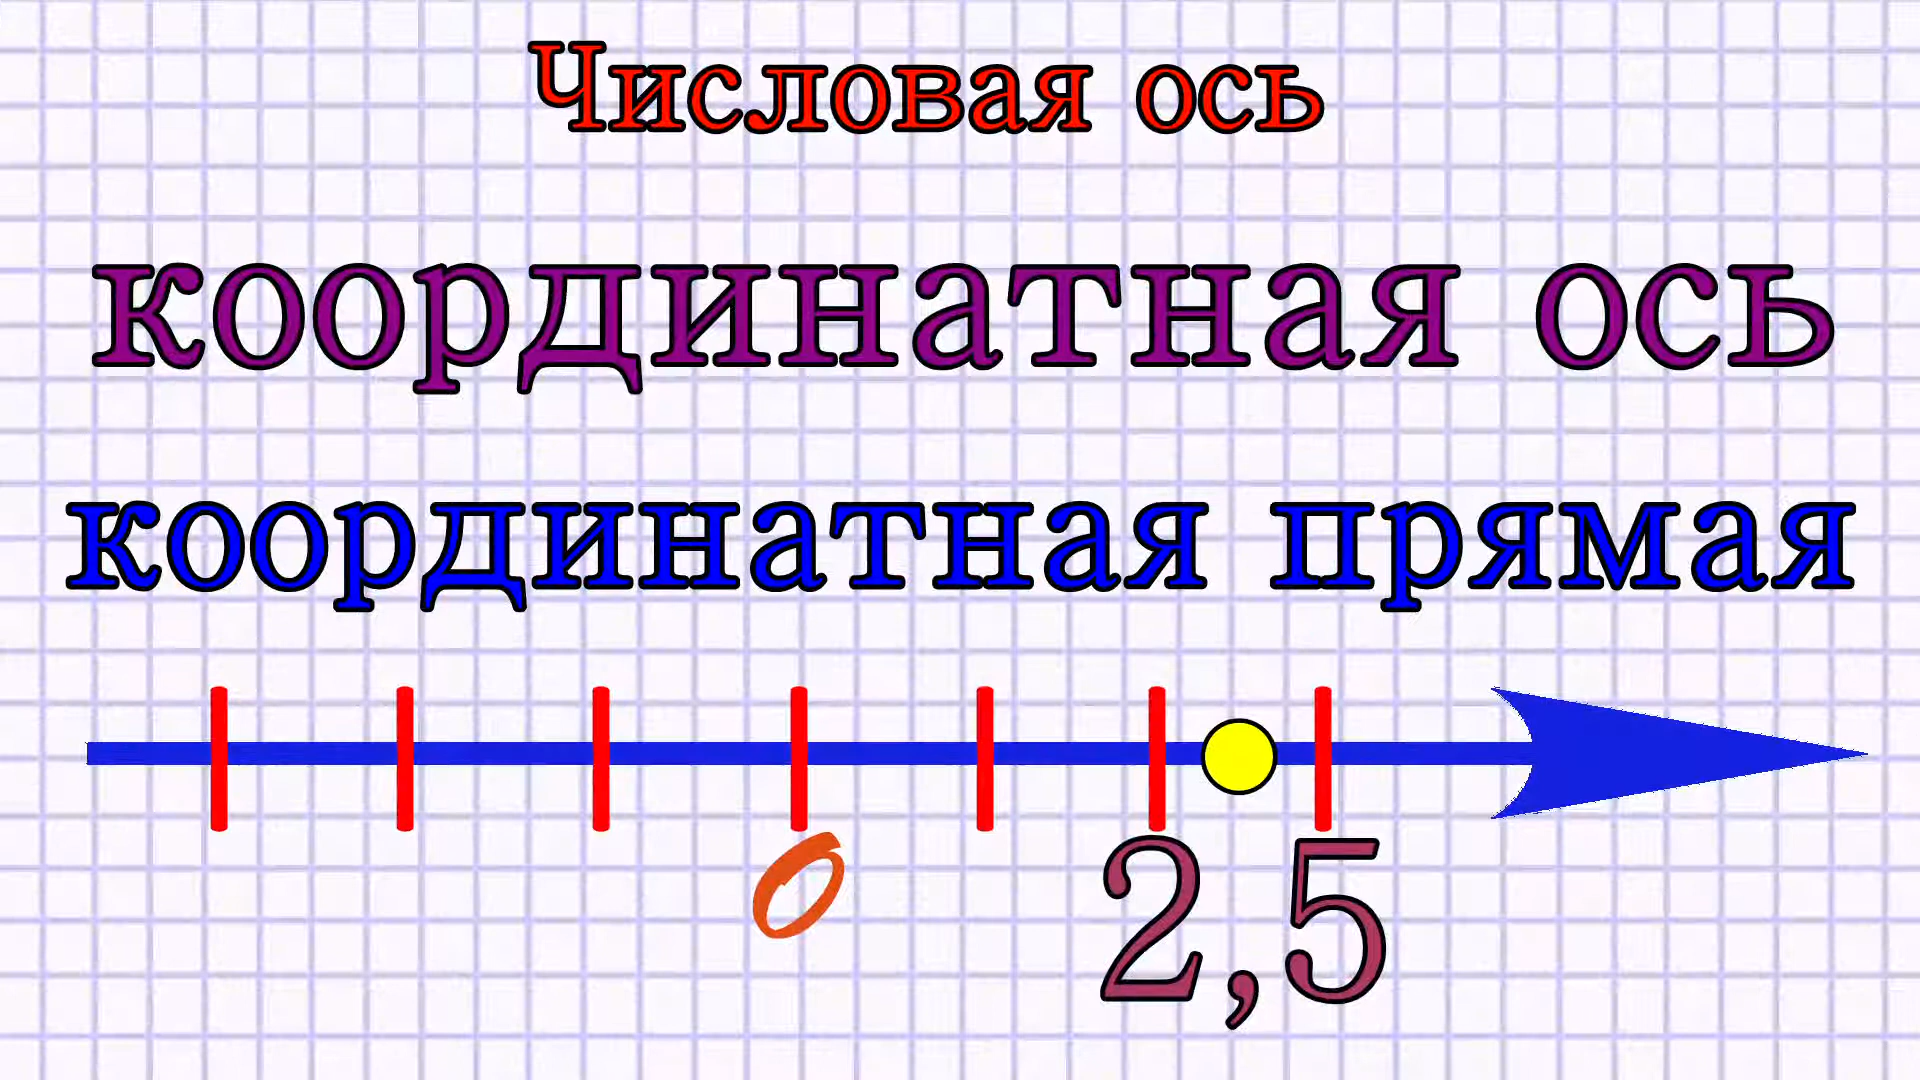 Числовая ось
координатная ось
координатная прямая
0
2,5